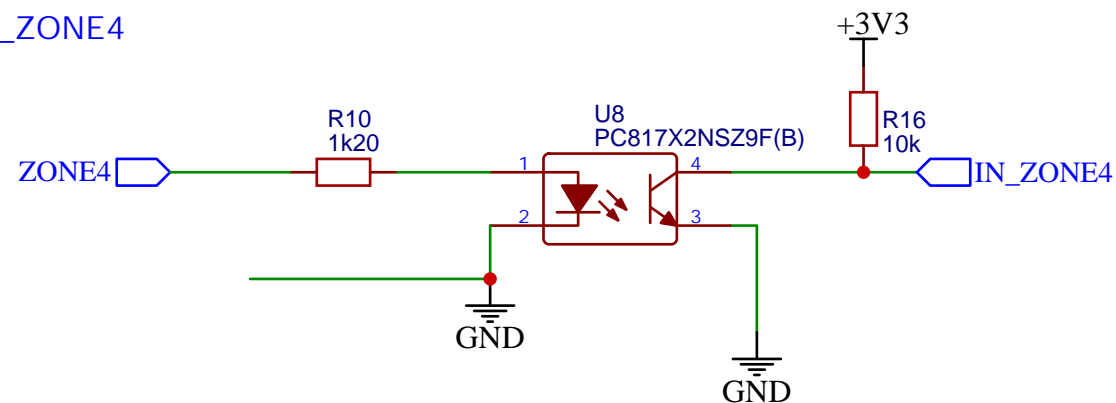 _ZONE4
+3V3
R10
1k20
U8
PC817X2NSZ9F(B)
R16
10k
ZONE4
1
4
IN_ZONE4
2
3
GND
GND